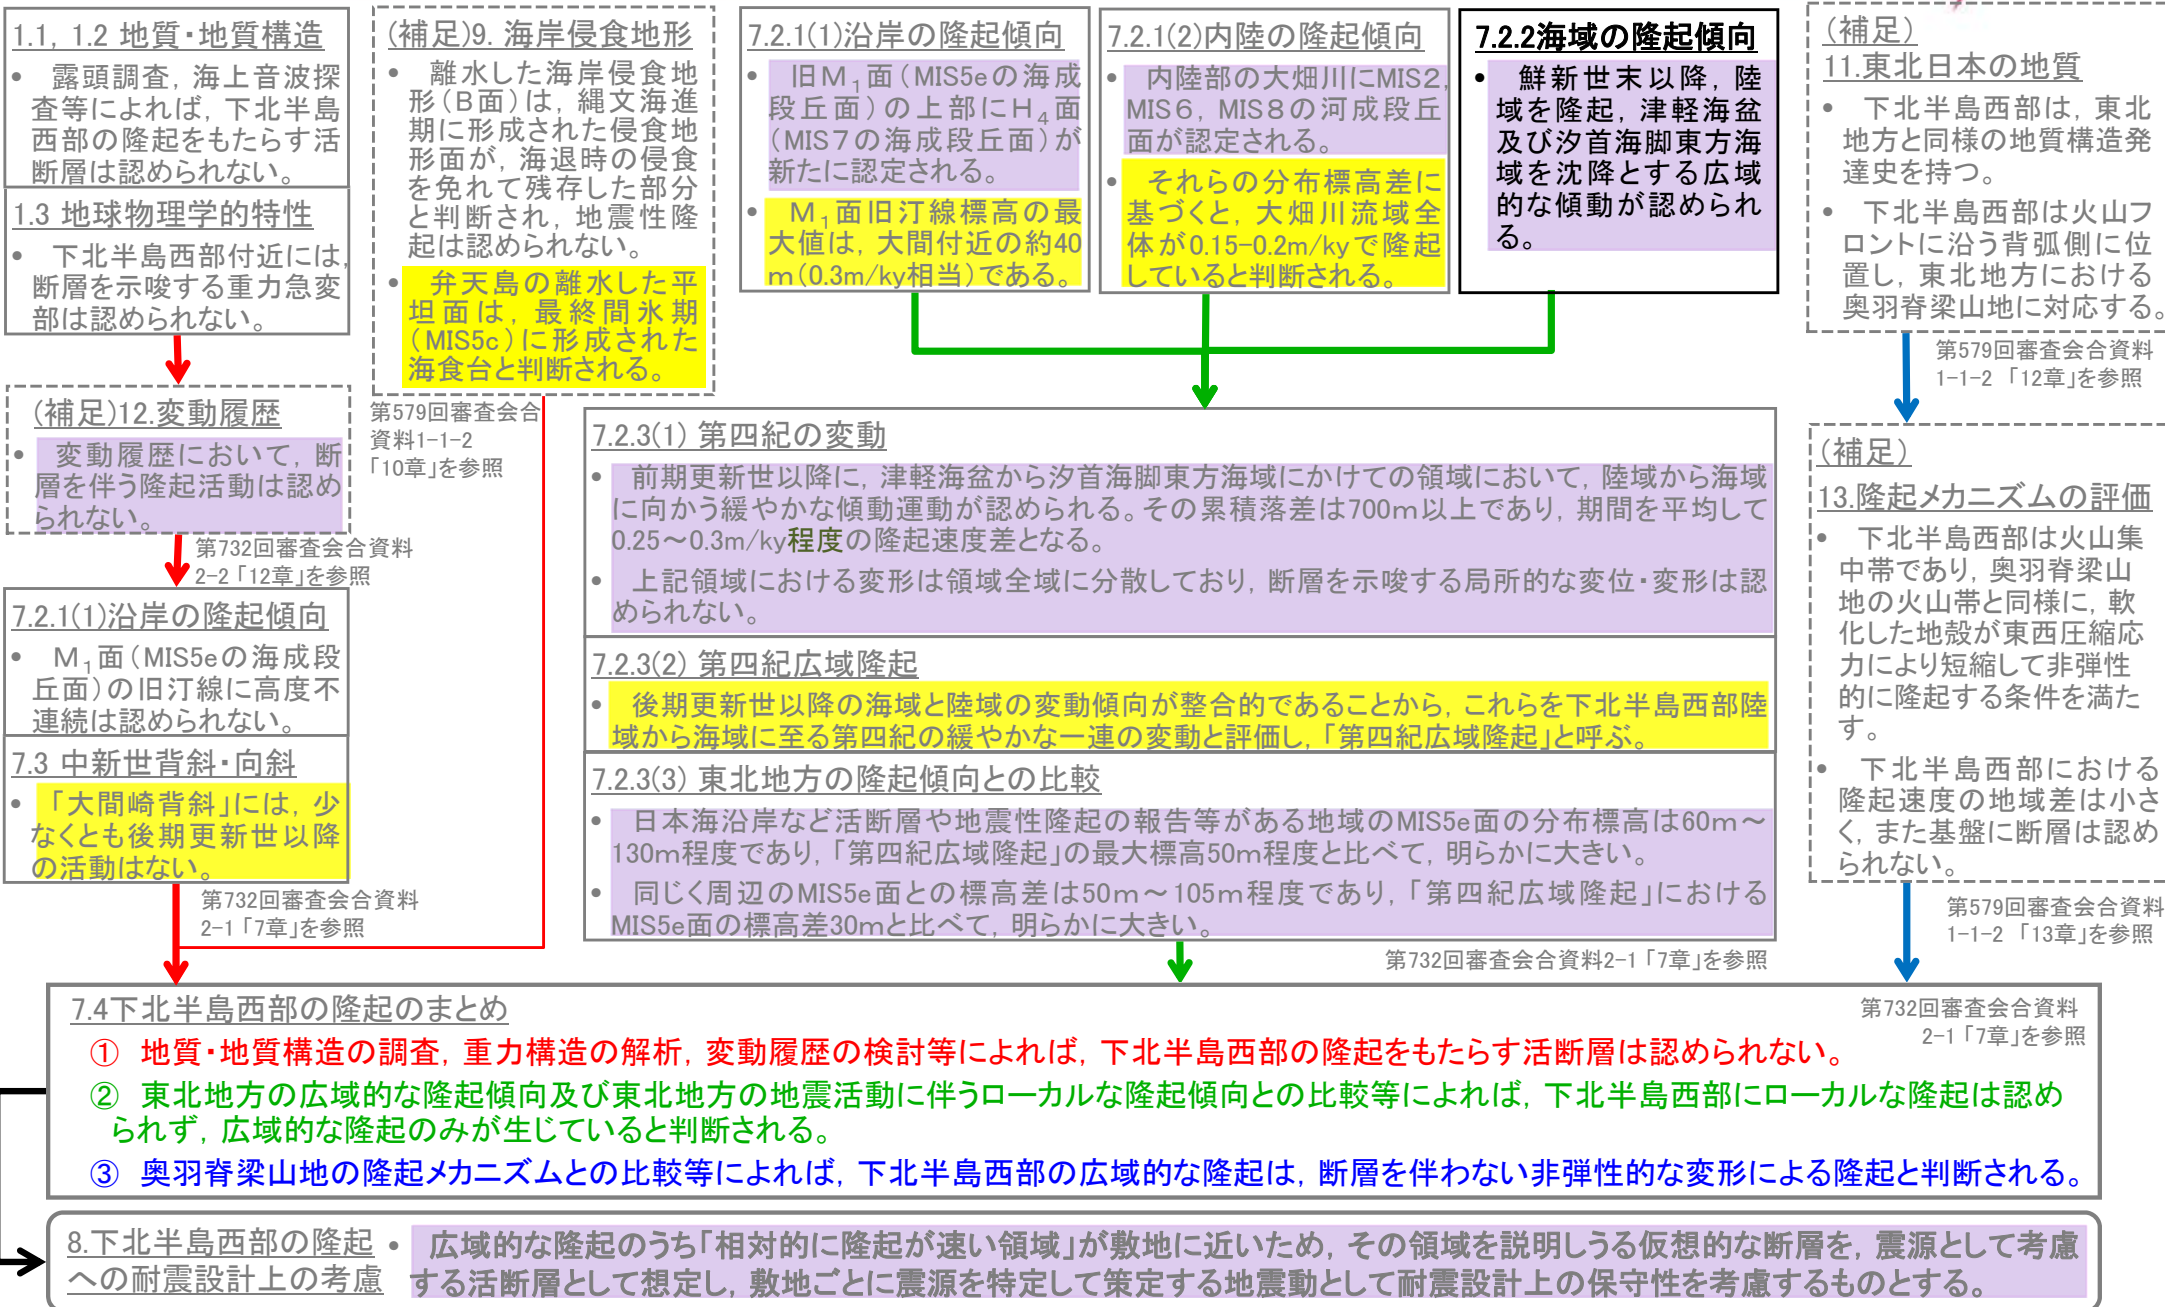 1.1, 1.2 地質・地質構造
• 露頭調査, 海上音波探
査等によれば, 下北半島
西部の隆起をもたらす活
断層は認められない。
1.3 地球物理学的特性
• 下北半島西部付近には,
断層を示唆する重力急変
部は認められない。
(補足)12.変動履歴
• 変動履歴において, 断
層を伴う隆起活動は認め
られない。
第732回審査会合資料
2-2「12章」を参照
7.2.1(1)沿岸の隆起傾向
• M₁面(MIS5eの海成段
丘面)の旧汀線に高度不
連続は認められない。
7.3 中新世背斜・向斜
• 「大間崎背斜」には, 少
なくとも後期更新世以降
の活動はない。
第732回審査会合資料
2-1「7章」を参照
(補足)9. 海岸侵食地形
• 離水した海岸侵食地
形(B面)は, 縄文海進
期に形成された侵食地
形面が, 海退時の侵食
を免れて残存した部分
と判断され, 地震性隆
起は認められない。
• 弁天島の離水した平
坦面は, 最終間氷期
(MIS5c)に形成された
海食台と判断される。
第579回審査会合
資料1-1-2
「10章」を参照
7.2.1(1)沿岸の隆起傾向
• 旧M₁面(MIS5eの海成
段丘面)の上部にH₄面
(MIS7の海成段丘面)が
新たに認定される。
• M₁面旧汀線標高の最
大値は, 大間付近の約40
m(0.3m/ky相当)である。
7.2.1(2)内陸の隆起傾向
• 内陸部の大畑川にMIS2,
MIS6, MIS8の河成段丘
面が認定される。
• それらの分布標高差に
基づくと, 大畑川流域全
体が0.15-0.2m/kyで隆起
していると判断される。
7.2.2海域の隆起傾向
• 鮮新世末以降, 陸
域を隆起, 津軽海盆
及び汐首海脚東方海
域を沈降とする広域
的な傾動が認められ
る。
7.2.3(1) 第四紀の変動
• 前期更新世以降に, 津軽海盆から汐首海脚東方海域にかけての領域において, 陸域から海域
に向かう緩やかな傾動運動が認められる。その累積落差は700m以上であり, 期間を平均して
0.25～0.3m/ky程度の隆起速度差となる。
• 上記領域における変形は領域全域に分散しており, 断層を示唆する局所的な変位・変形は認
められない。
7.2.3(2) 第四紀広域隆起
• 後期更新世以降の海域と陸域の変動傾向が整合的であることから, これらを下北半島西部陸
域から海域に至る第四紀の緩やかな一連の変動と評価し, 「第四紀広域隆起」と呼ぶ。
7.2.3(3) 東北地方の隆起傾向との比較
• 日本海沿岸など活断層や地震性隆起の報告等がある地域のMIS5e面の分布標高は60m～
130m程度であり, 「第四紀広域隆起」の最大標高50m程度と比べて, 明らかに大きい。
• 同じく周辺のMIS5e面との標高差は50m～105m程度であり, 「第四紀広域隆起」における
MIS5e面の標高差30mと比べて, 明らかに大きい。
第732回審査会合資料2-1「7章」を参照
(補足)
11.東北日本の地質
• 下北半島西部は, 東北
地方と同様の地質構造発
達史を持つ。
• 下北半島西部は火山フ
ロントに沿う背弧側に位
置し, 東北地方における
奥羽脊梁山地に対応する。
第579回審査会合資料
1-1-2 「12章」を参照
(補足)
13.隆起メカニズムの評価
• 下北半島西部は火山集
中帯であり, 奥羽脊梁山
地の火山帯と同様に, 軟
化した地殻が東西圧縮応
力により短縮して非弾性
的に隆起する条件を満た
す。
• 下北半島西部における
隆起速度の地域差は小さ
く, また基盤に断層は認め
られない。
第579回審査会合資料
1-1-2 「13章」を参照
7.4下北半島西部の隆起のまとめ
第732回審査会合資料
2-1「7章」を参照
① 地質・地質構造の調査, 重力構造の解析, 変動履歴の検討等によれば, 下北半島西部の隆起をもたらす活断層は認められない。
② 東北地方の広域的な隆起傾向及び東北地方の地震活動に伴うローカルな隆起傾向との比較等によれば, 下北半島西部にローカルな隆起は認め
られず, 広域的な隆起のみが生じていると判断される。
③ 奥羽脊梁山地の隆起メカニズムとの比較等によれば, 下北半島西部の広域的な隆起は, 断層を伴わない非弾性的な変形による隆起と判断される。
8.下北半島西部の隆起
への耐震設計上の考慮
• 広域的な隆起のうち「相対的に隆起が速い領域」が敷地に近いため, その領域を説明しうる仮想的な断層を, 震源として考慮
する活断層として想定し, 敷地ごとに震源を特定して策定する地震動として耐震設計上の保守性を考慮するものとする。